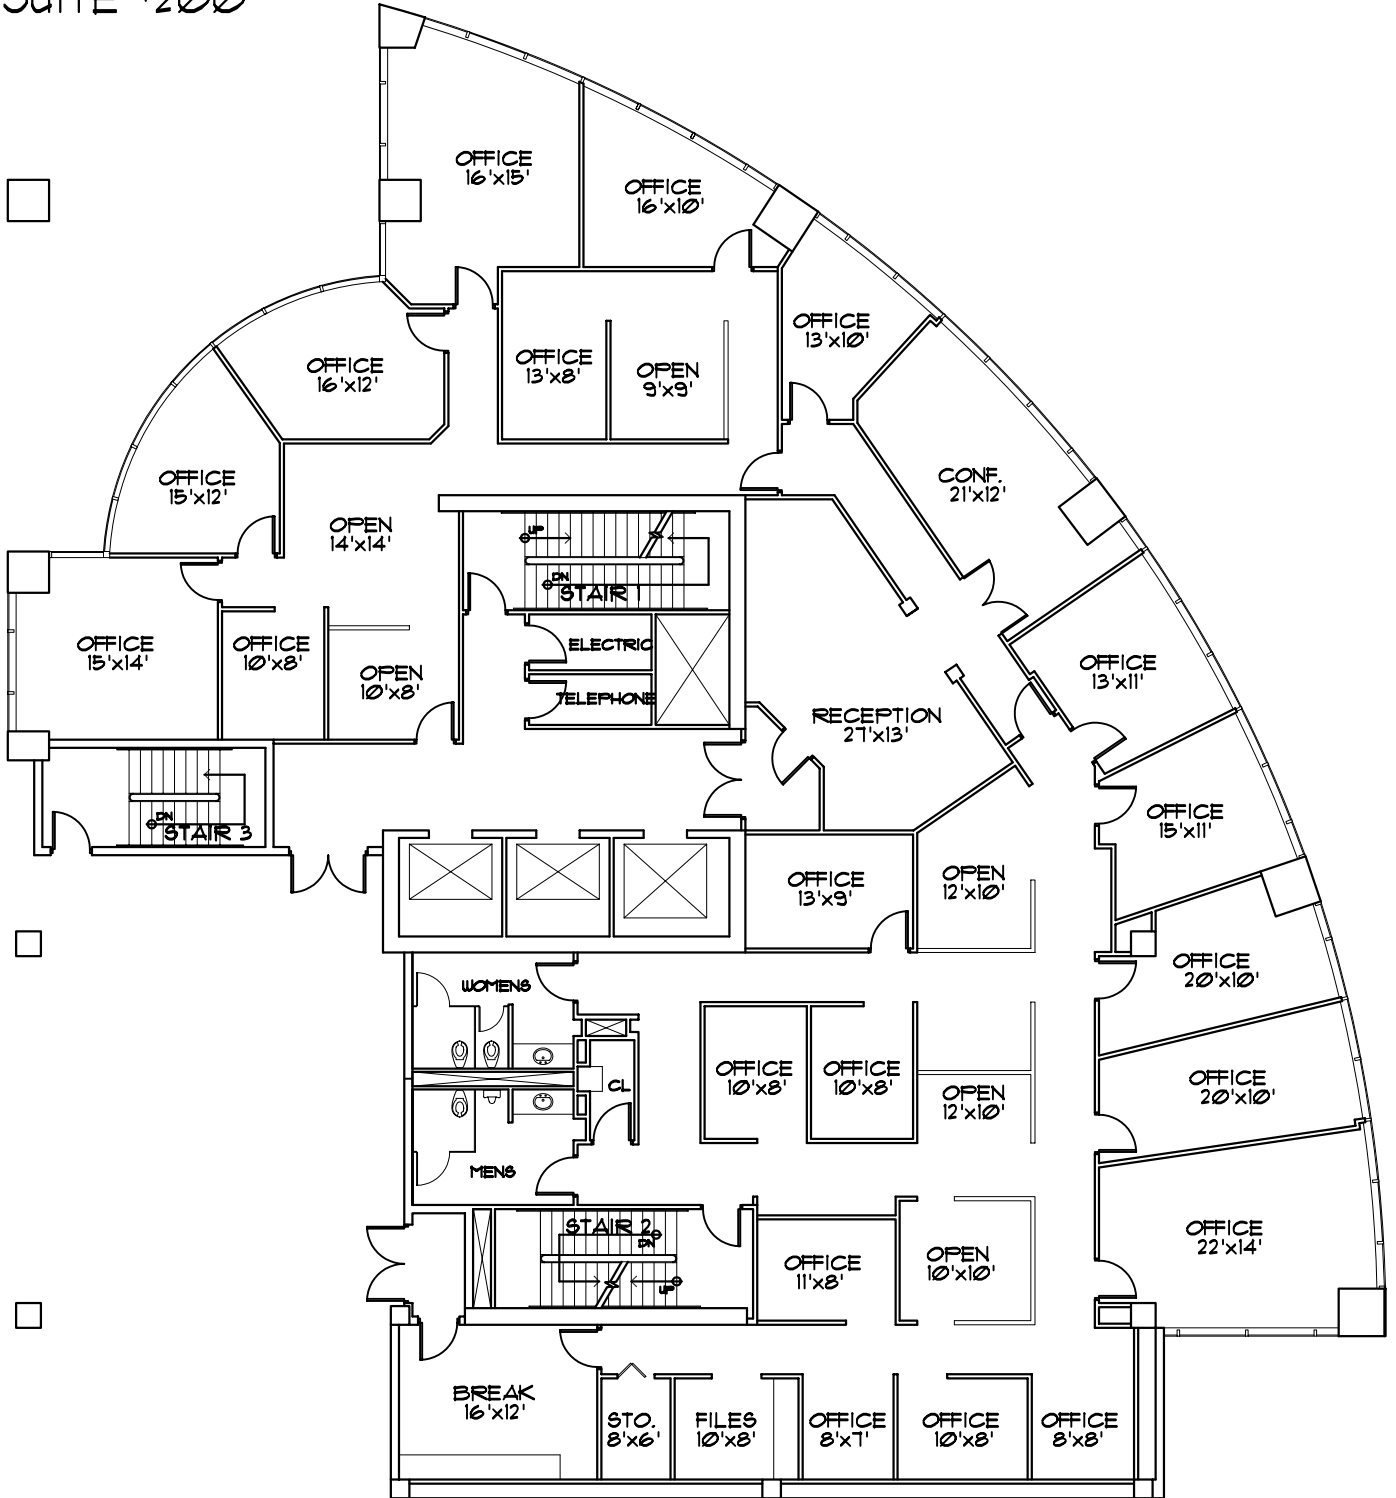 SUITE #200
OFFICE
16'x15'
OFFICE
16'x10'
OFFICE
13'x10'
OFFICE
16'x12'
OFFICE
13'x8'
OPEN
9'x9'
OFFICE
15'x12'
CONF.
21'x12'
OPEN
14'x14'
UP
DN
STAIR 1
OFFICE
15'x14'
OFFICE
10'x8'
OPEN
10'x8'
ELECTRIC
TELEPHONE
OFFICE
13'x11'
RECEPTION
27'x13'
DN
STAIR 3
OFFICE
15'x11'
OFFICE
13'x9'
OPEN
12'x10'
WOMENS
OFFICE
20'x10'
OFFICE
10'x8'
OFFICE
10'x8'
CL
OPEN
12'x10'
OFFICE
20'x10'
MENS
STAIR 2
DN
UP
OFFICE
11'x8'
OPEN
10'x10'
OFFICE
22'x14'
BREAK
16'x12'
STO.
8'x6'
FILES
10'x8'
OFFICE
8'x7'
OFFICE
10'x8'
OFFICE
8'x8'